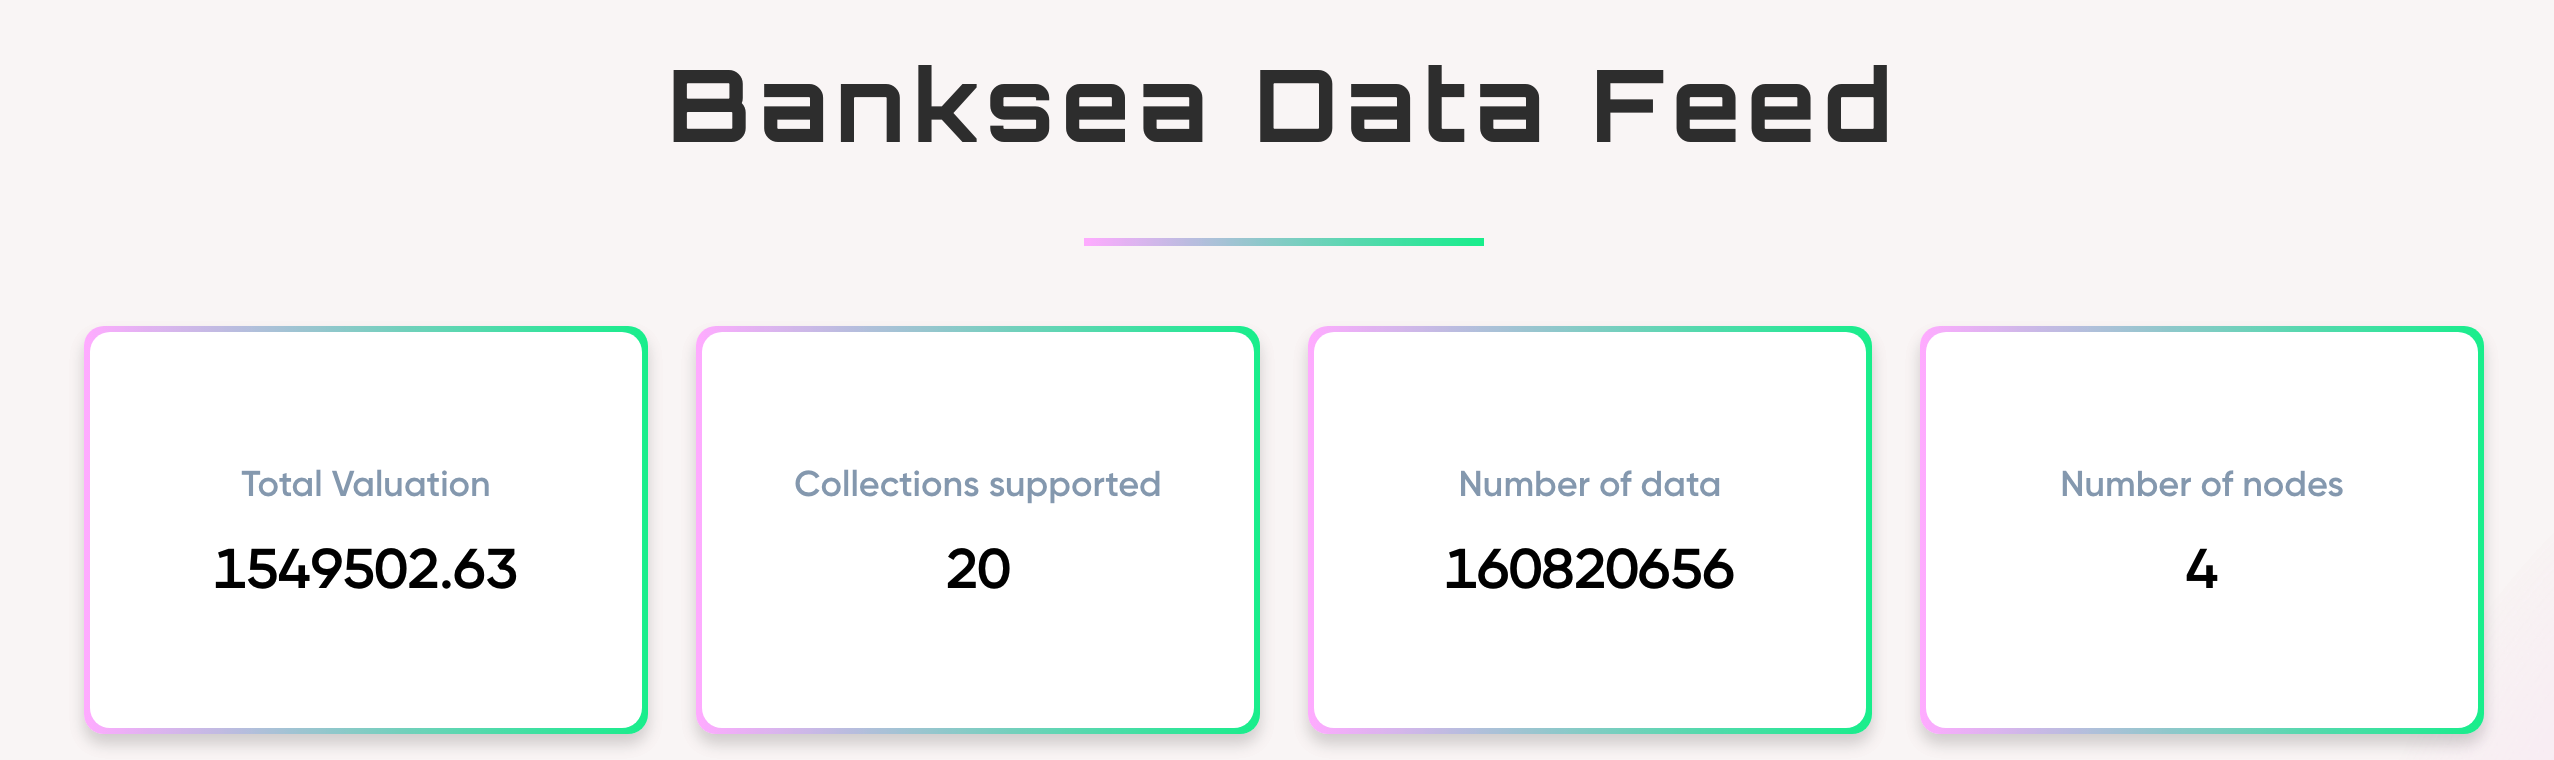 Banksea Data Feed
Total Valuation
1549502.63
Collections supported
20
Number of data
160820656
Number of nodes
4